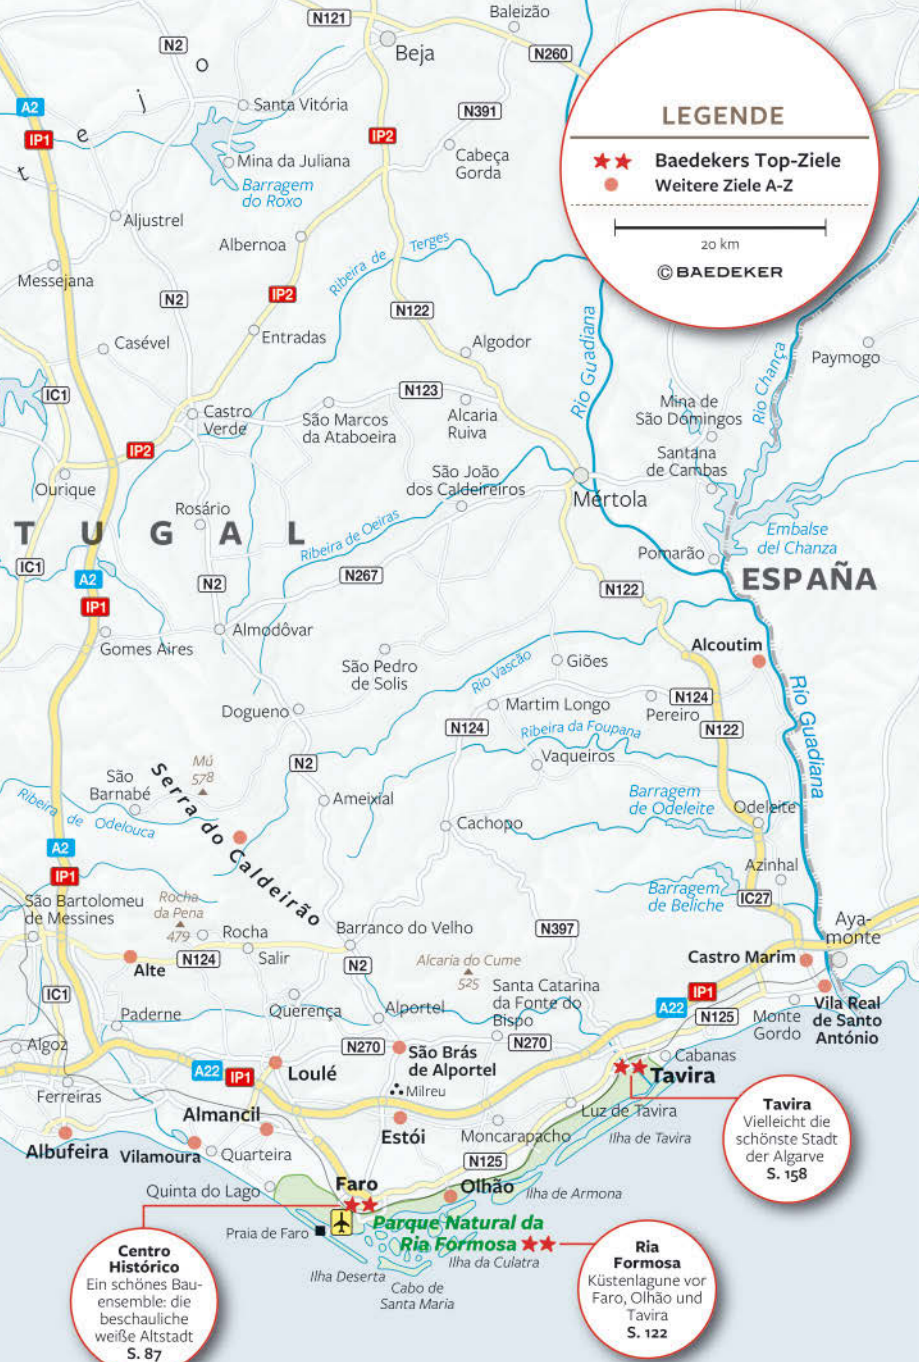 N121
Baleizão
N2
Beja
N260
A2
Santa Vitória
N391
IP1
t e j o
IP2
Mina da Juliana
Cabeça
Gorda
Barragem
do Roxo
Aljustrel
Albernoa
Ribeira de Terges
Messejana
IP2
N2
N122
Entradas
Casével
Algodor
Rio Guadiana
Rio Chança
Paymogo
IC1
N123
Castro
Verde
São Marcos
da Ataboeira
Alcaria
Ruiva
Mina de
São Domingos
IP2
São João
dos Caldeireiros
Santana
de Cambas
Ourique
Mértola
Rosário
T U G A L
Ribeira de Oeiras
Embalse
del Chanza
Pomarão
IC1
A2
N2
N267
N122
ESPAÑA
IP1
Almodôvar
Gomes Aires
São Pedro
de Solis
Rio Vascão
Giões
Alcoutim
Dogueno
Martim Longo
Pereiro
N124
Rio Guadiana
N124
Ribeira da Foupana
N122
Mú
578
N2
Vaqueiros
São
Barnabé
Serra do Caldeirão
Ameixial
Barragem
de Odeleite
Odeleite
Ribeira de Odelouca
Cachopo
A2
IP1
Azinhal
São Bartolomeu
de Messines
Rocha
da Pena
479
Barragem
de Beliche
IC27
Rocha
Barranco do Velho
N397
Aya-
monte
Alte
N124
Salir
N2
Alcaria do Cume
525
Castro Marim
IC1
Querença
Alportel
Santa Catarina
da Fonte do
Bispo
A22
IP1
N125
Monte
Gordo
Vila Real
de Santo
António
Paderne
Algoz
N270
São Brás
de Alportel
N270
Cabanas
A22
IP1
Loulé
Milreu
Tavira
Ferreiras
Almancil
Estói
Luz de Tavira
Moncarapacho
Ilha de Tavira
Albufeira
Vilamoura
Quarteira
N125
Quinta do Lago
Faro
Olhão
Ilha de Armona
Praia de Faro
Parque Natural da
Ria Formosa
Ilha da Culatra
Ilha Deserta
Cabo de
Santa Maria
LEGENDE
Baedekers Top-Ziele
Weitere Ziele A-Z
20 km
© BAEDEKER
Tavira
Vielleicht die
schönste Stadt
der Algarve
S. 158
Ria
Formosa
Küstenlagune vor
Faro, Olhão und
Tavira
S. 122
Centro
Histórico
Ein schönes Bau-
ensemble: die
beschauliche
weiße Altstadt
S. 87